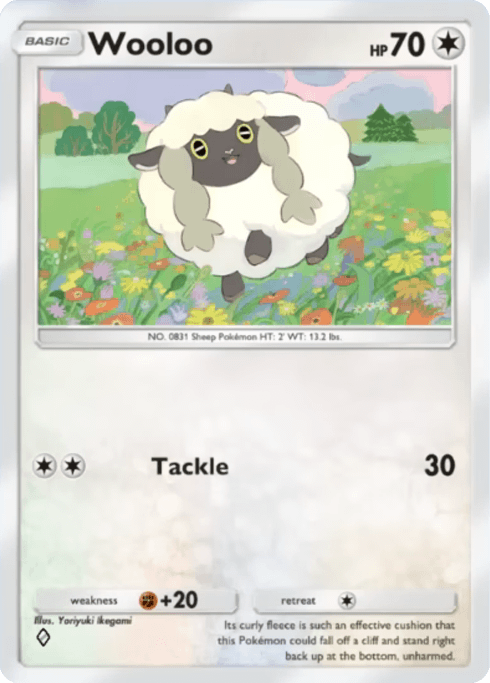 BASIC Wooloo HP 70
NO. 0831 Sheep Pokémon HT: 2' WT: 13.2 lbs.
Tackle 30
weakness +20 retreat
Illus. Yoriyuki Ikegami
Its curly fleece is such an effective cushion that
this Pokémon could fall off a cliff and stand right
back up at the bottom, unharmed.